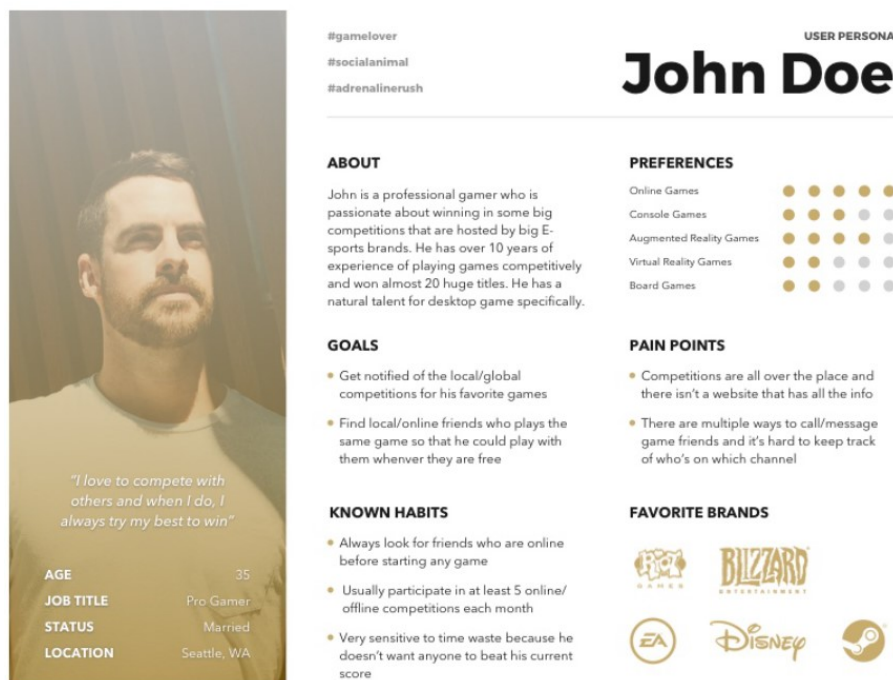 #gamelover
#socialanimal
#adrenalinerush
USER PERSONA
John Doe
ABOUT
John is a professional gamer who is
passionate about winning in some big
competitions that are hosted by big E-
sports brands. He has over 10 years of
experience of playing games competitively
and won almost 20 huge titles. He has a
natural talent for desktop game specifically.
PREFERENCES
Online Games
Console Games
Augmented Reality Games
Virtual Reality Games
Board Games
GOALS
Get notified of the local/global
competitions for his favorite games
Find local/online friends who plays the
same game so that he could play with
them whenver they are free
PAIN POINTS
Competitions are all over the place and
there isn't a website that has all the info
There are multiple ways to call/message
game friends and it's hard to keep track
of who's on which channel
KNOWN HABITS
Always look for friends who are online
before starting any game
Usually participate in at least 5 online/
offline competitions each month
Very sensitive to time waste because he
doesn't want anyone to beat his current
score
FAVORITE BRANDS
RIOT
GAMES
BLIZZARD
ENTERTAINMENT
EA
Disney
"I love to compete with
others and when I do, I
always try my best to win"
AGE 35
JOB TITLE Pro Gamer
STATUS Married
LOCATION Seattle, WA